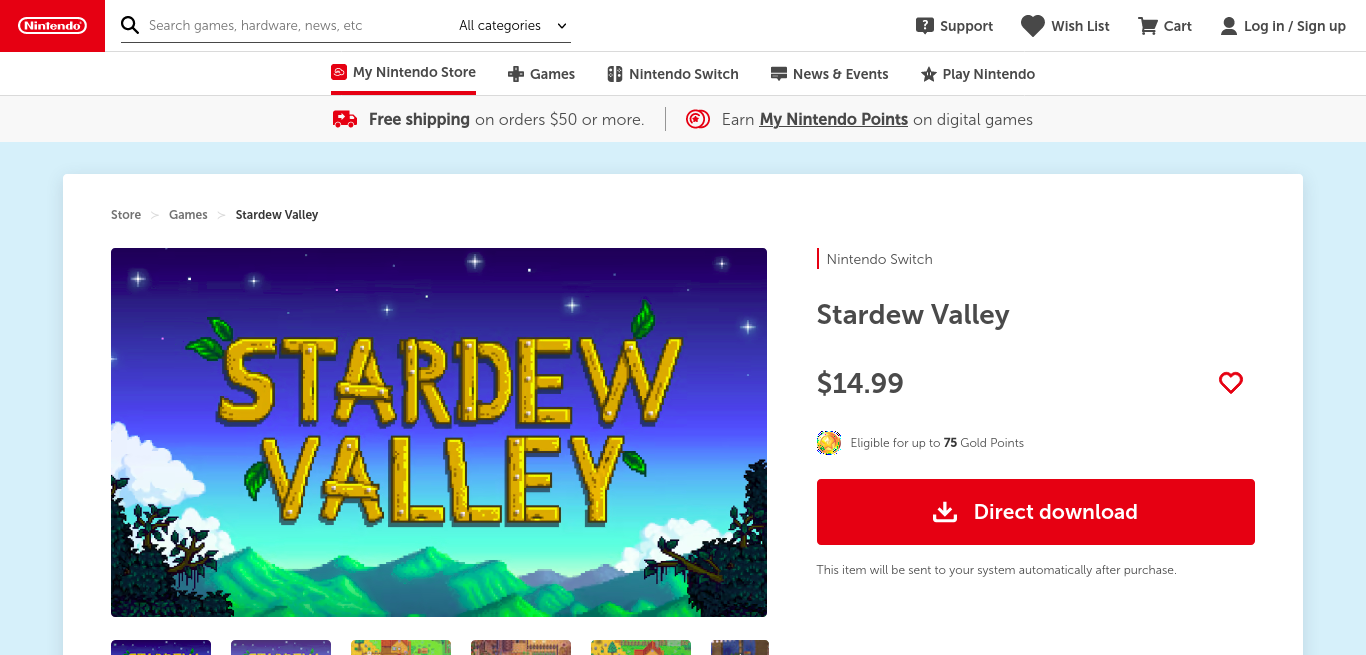 Nintendo
Search games, hardware, news, etc
All categories
Support
Wish List
Cart
Log in / Sign up
My Nintendo Store
Games
Nintendo Switch
News & Events
Play Nintendo
Free shipping on orders $50 or more.
Earn My Nintendo Points on digital games
Store > Games > Stardew Valley
STARDEW
VALLEY
Nintendo Switch
Stardew Valley
$14.99
Eligible for up to 75 Gold Points
Direct download
This item will be sent to your system automatically after purchase.
STARDEW
STARDEW